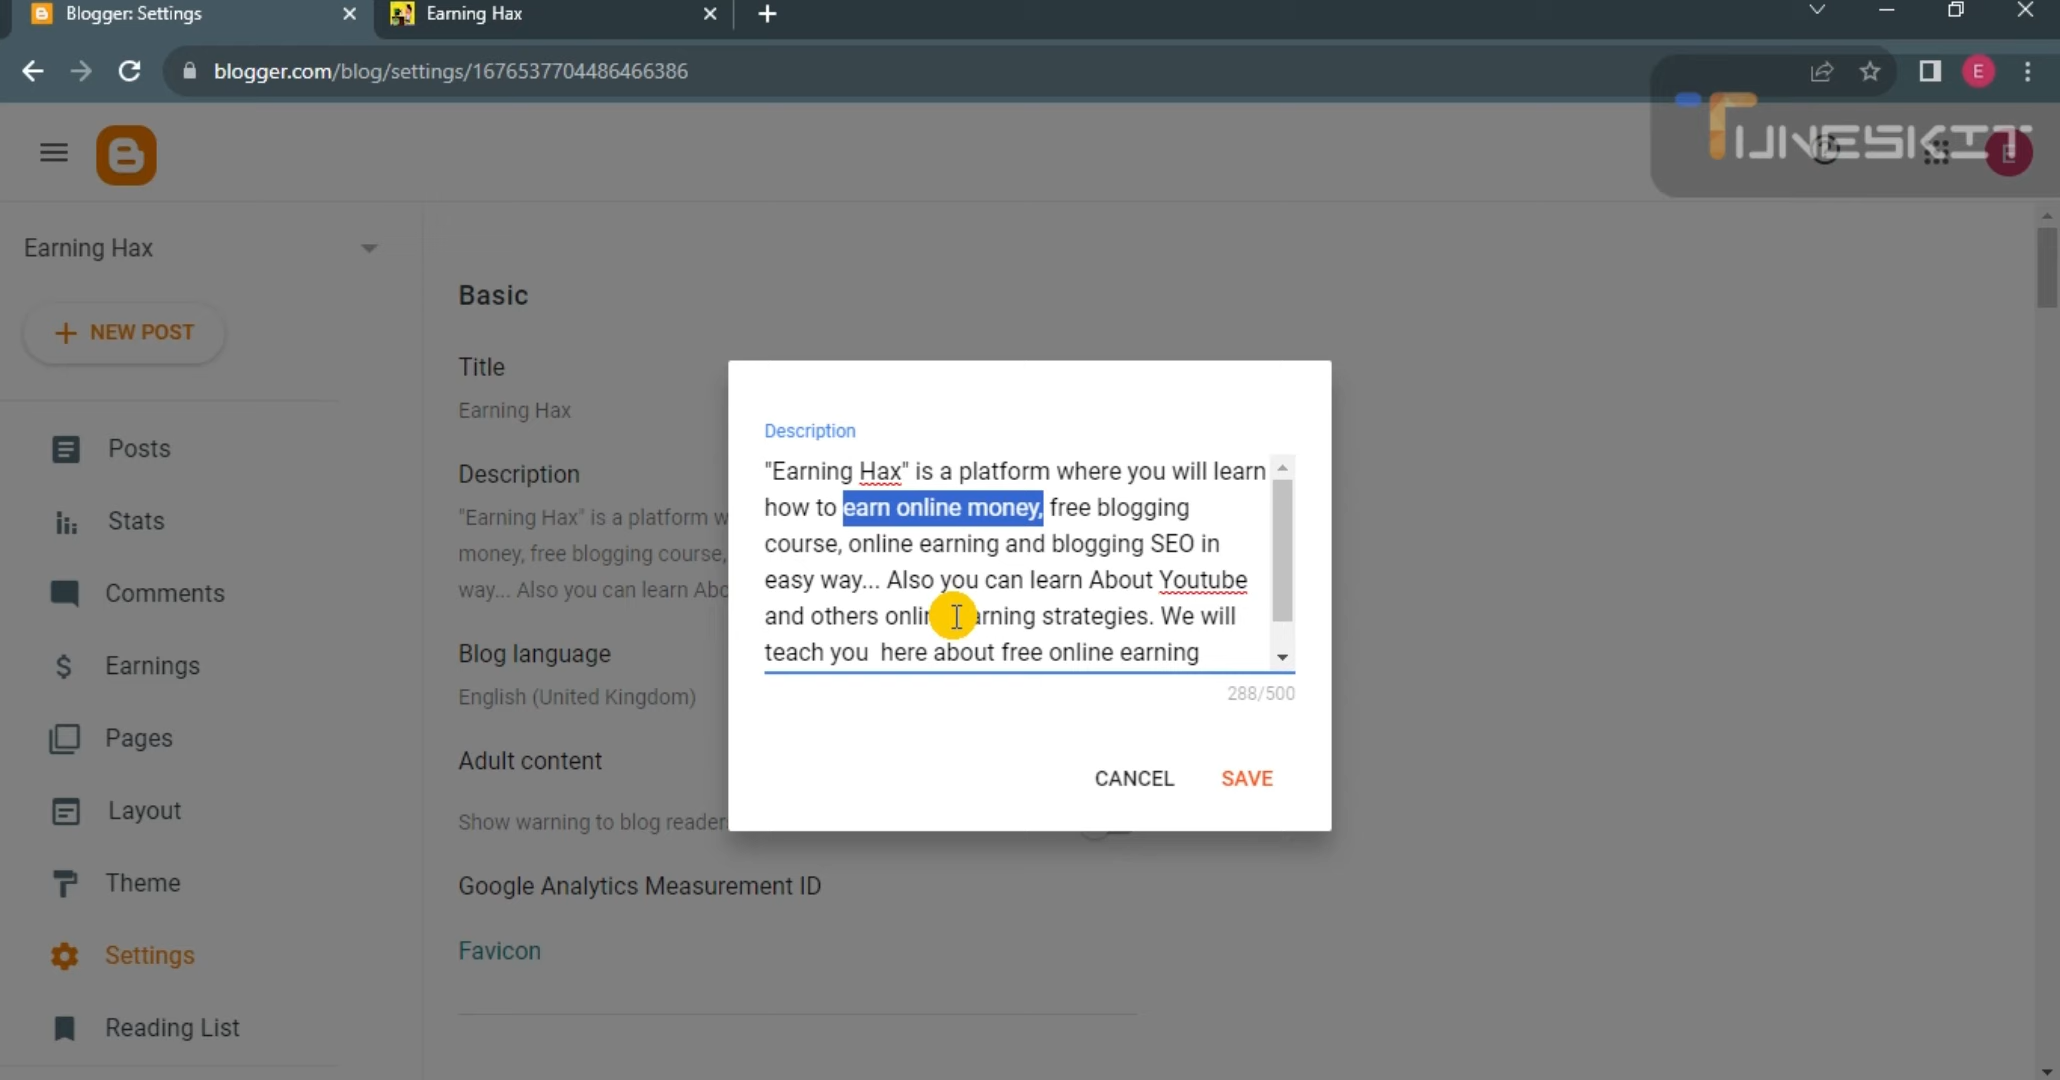 Blogger: Settings
Earning Hax
blogger.com/blog/settings/1676537704486466386
E
TUNESKIT
E
Earning Hax
NEW POST
Posts
Stats
Comments
Earnings
Pages
Layout
Theme
Settings
Reading List
Basic
Title
Earning Hax
Description
"Earning Hax" is a platform w
money, free blogging course,
way... Also you can learn Abo
Blog language
English (United Kingdom)
Adult content
Show warning to blog reader
Google Analytics Measurement ID
Favicon
Description
"Earning Hax" is a platform where you will learn
how to earn online money, free blogging
course, online earning and blogging SEO in
easy way... Also you can learn About Youtube
and others online earning strategies. We will
teach you  here about free online earning
288/500
CANCEL
SAVE